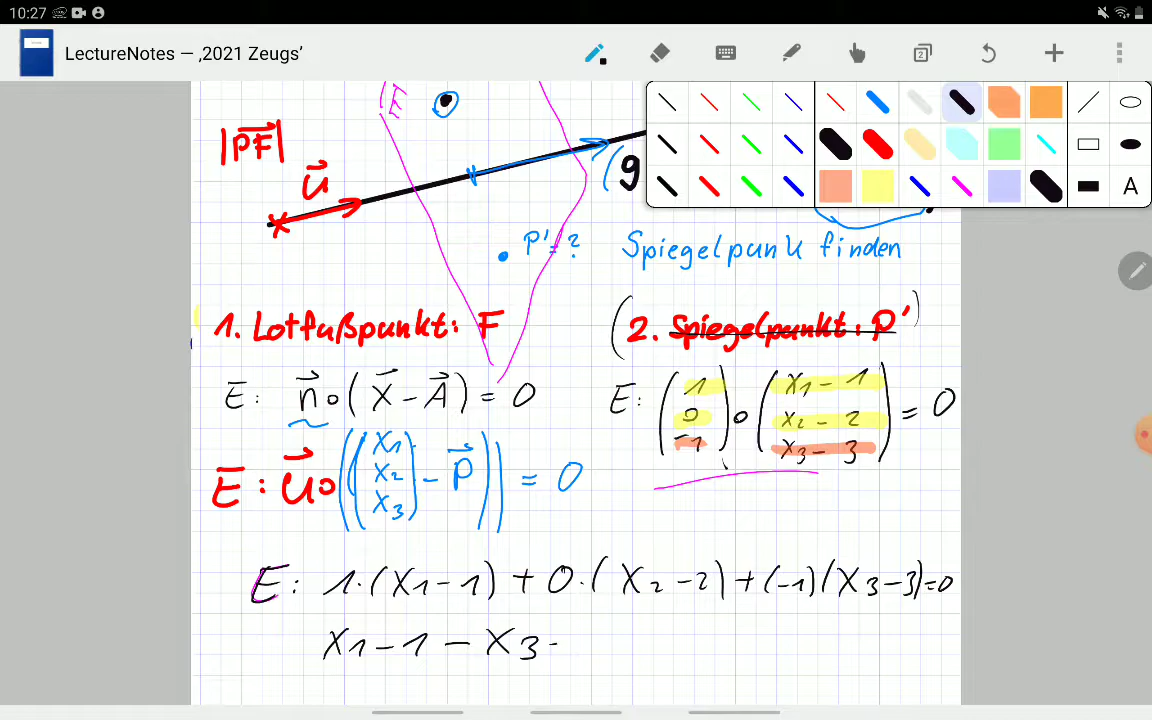 10:27
LectureNotes — ‚2021 Zeugs'
2
A
(E
|PF|
u
(g
P' = ?
Spiegelpunk finden
1. Lotfußpunkt: F
(2. Spiegelpunkt: P')
E: n∘(X−A) = 0
E: (1 0 −1) ∘ (x1−1 x2−2 x3−3) = 0
E: u∘((x1 x2 x3) − P) = 0
E: 1·(x1−1) + 0·(x2−2) + (−1)(x3−3)=0
x1−1−x3-